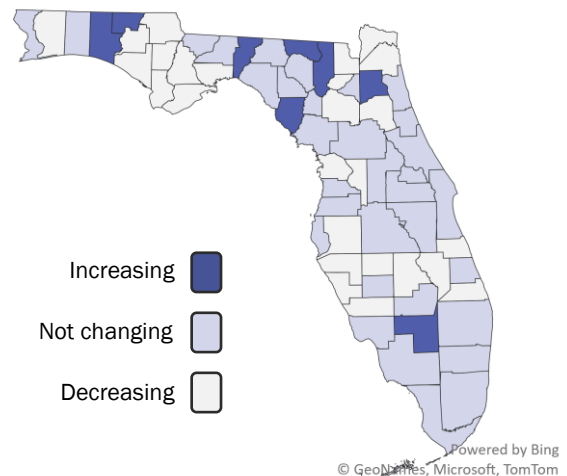 Increasing
Not changing
Decreasing
Powered by Bing
© GeoNames, Microsoft, TomTom